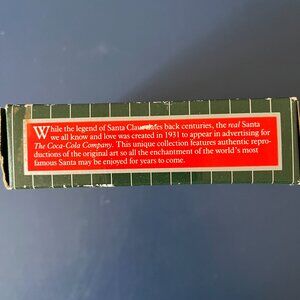 While the legend of Santa Claus goes back centuries, the real Santa
we all know and love was created in 1931 to appear in advertising for
The Coca-Cola Company. This unique collection features authentic repro-
ductions of the original art so all the enchantment of the world's most
famous Santa may be enjoyed for years to come.